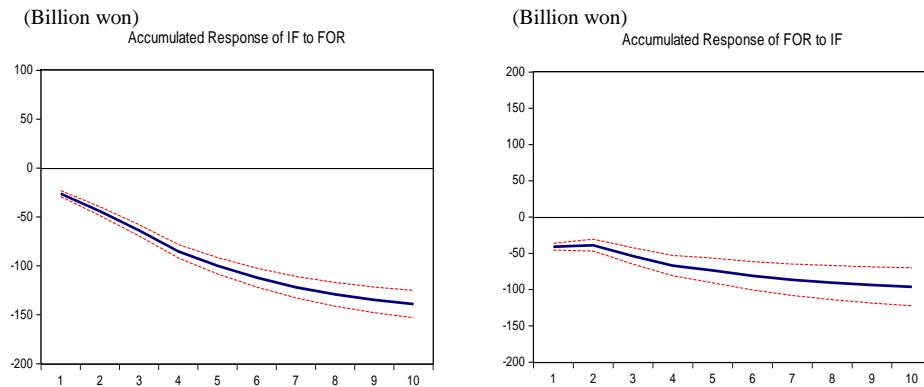 (Billion won)
Accumulated Response of IF to FOR
100
50
0
-50
-100
-150
-200
1 2 3 4 5 6 7 8 9 10
(Billion won)
Accumulated Response of FOR to IF
200
150
100
50
0
-50
-100
-150
-200
1 2 3 4 5 6 7 8 9 10